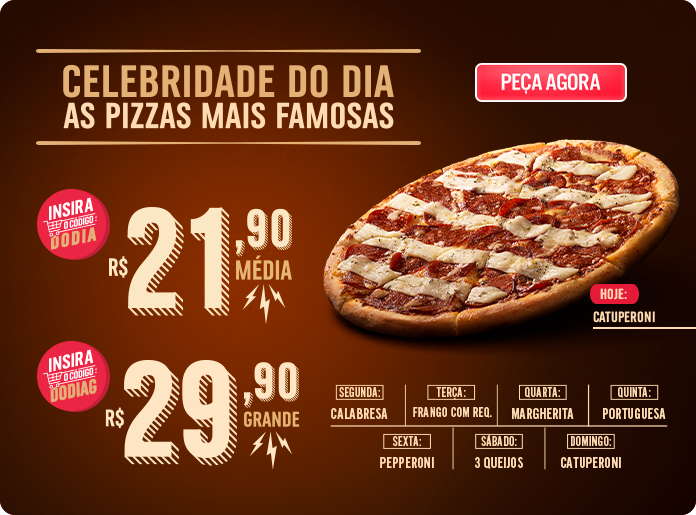 CELEBRIDADE DO DIA
AS PIZZAS MAIS FAMOSAS
PEÇA AGORA
INSIRA
O CÓDIGO:
DODIA
R$ 21,90
MÉDIA
HOJE:
CATUPERONI
INSIRA
O CÓDIGO:
DODIAG
R$ 29,90
GRANDE
SEGUNDA:
CALABRESA
TERÇA:
FRANGO COM REQ.
QUARTA:
MARGHERITA
QUINTA:
PORTUGUESA
SEXTA:
PEPPERONI
SÁBADO:
3 QUEIJOS
DOMINGO:
CATUPERONI